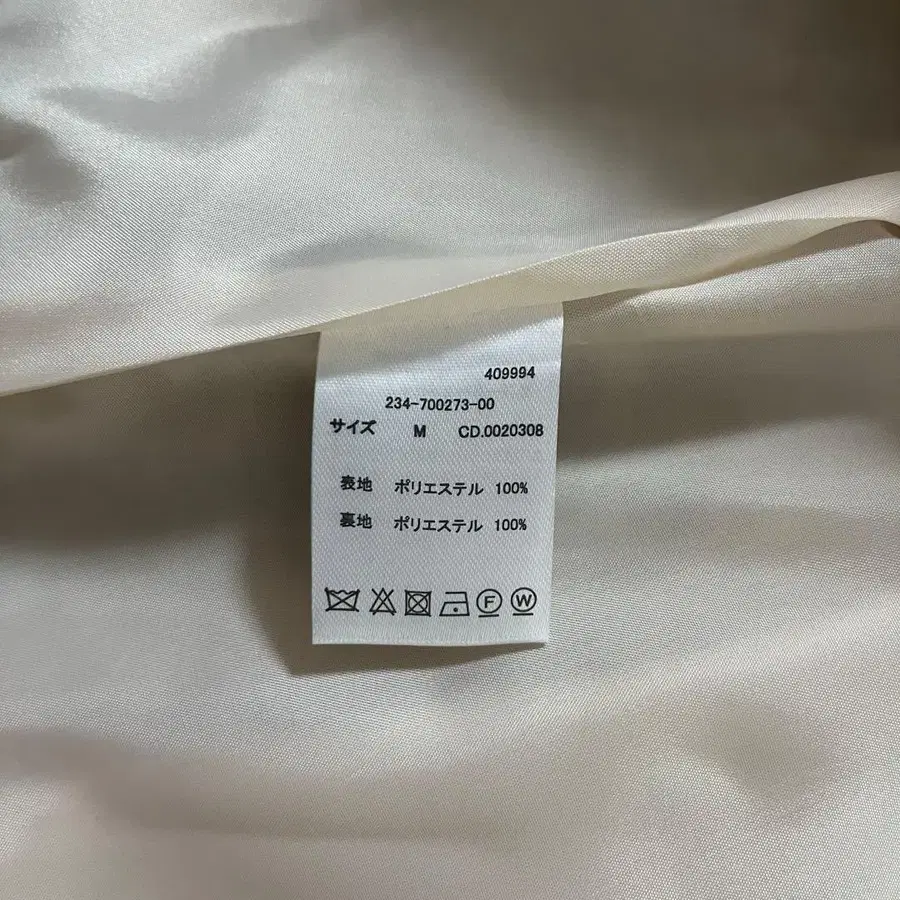 409994
234-700273-00
サイズ M CD.0020308
表地 ポリエステル 100%
裏地 ポリエステル 100%
F W